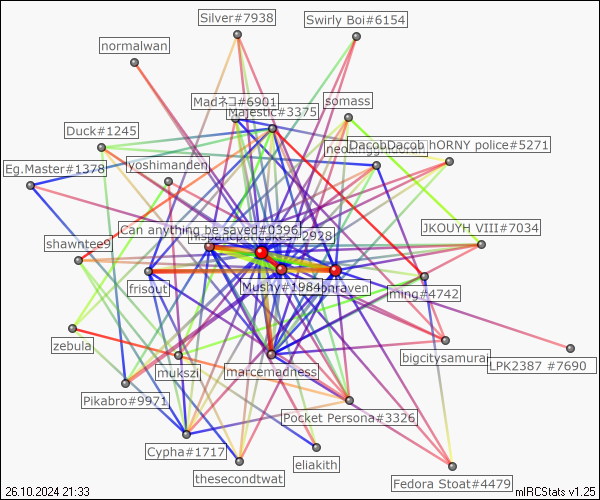 Silver#7938
Swirly Boi#6154
normalwan
Madネコ#6901
Majestic#3375
somass
Duck#1245
DacobDacob hORNY police#5271
Eg.Master#1378
yoshimanden
JKOUYH VIII#7034
Can anything be saved#0396
shawntee9
frisout
Mushy#1984
onraven
ming#4742
zebula
bigcitysamurai
LPK2387 #7690
mukszi
marcemadness
Pikabro#9971
Pocket Persona#3326
Cypha#1717
eliakith
thesecondtwat
Fedora Stoat#4479
26.10.2024 21:33
mIRCStats v1.25